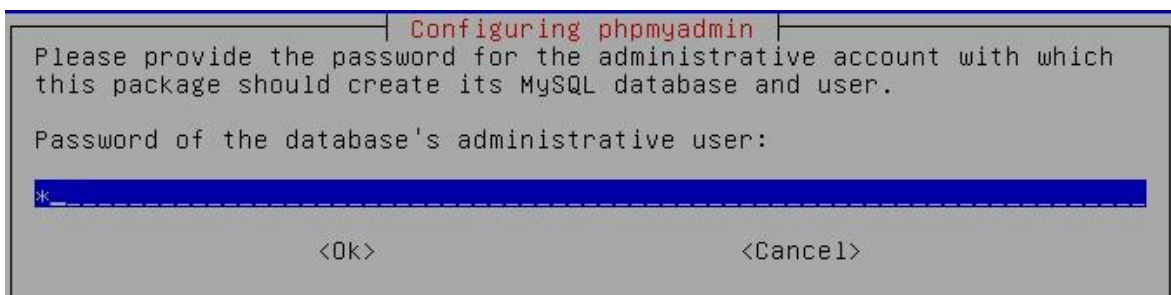 Configuring phpmyadmin
Please provide the password for the administrative account with which
this package should create its MySQL database and user.
Password of the database's administrative user:
*_
<Ok> <Cancel>